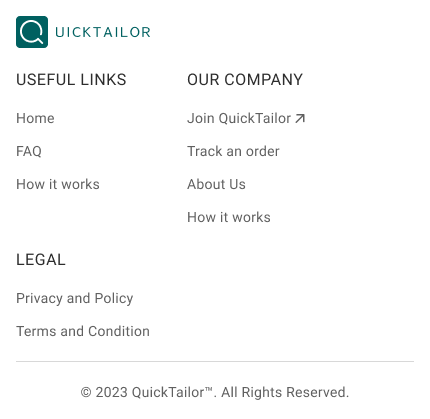 QUICKTAILOR
USEFUL LINKS
Home
FAQ
How it works
OUR COMPANY
Join QuickTailor
Track an order
About Us
How it works
LEGAL
Privacy and Policy
Terms and Condition
© 2023 QuickTailor™. All Rights Reserved.